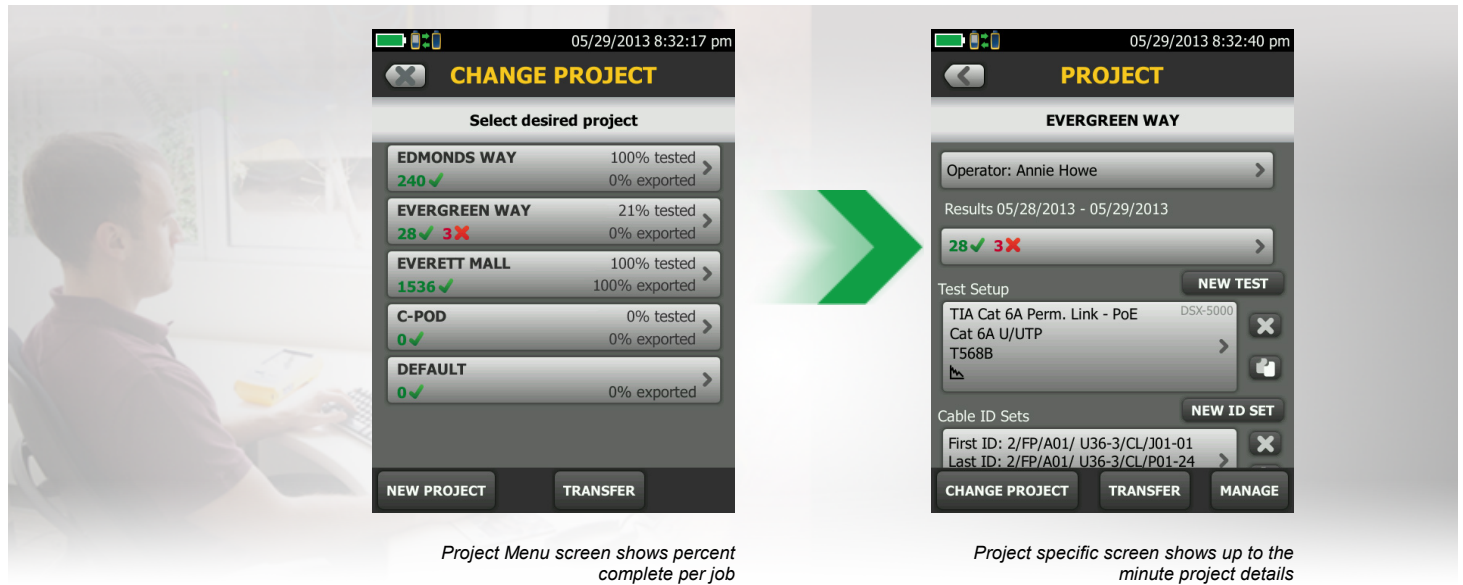 05/29/2013 8:32:17 pm
CHANGE PROJECT
Select desired project
EDMONDS WAY 100% tested
240 0% exported
EVERGREEN WAY 21% tested
28 3 0% exported
EVERETT MALL 100% tested
1536 100% exported
C-POD 0% tested
0 0% exported
DEFAULT
0 0% exported
NEW PROJECT TRANSFER
Project Menu screen shows percent
complete per job
05/29/2013 8:32:40 pm
PROJECT
EVERGREEN WAY
Operator: Annie Howe
Results 05/28/2013 - 05/29/2013
28 3
Test Setup NEW TEST
TIA Cat 6A Perm. Link - PoE DSX-5000
Cat 6A U/UTP
T568B
Cable ID Sets NEW ID SET
First ID: 2/FP/A01/ U36-3/CL/J01-01
Last ID: 2/FP/A01/ U36-3/CL/P01-24
CHANGE PROJECT TRANSFER MANAGE
Project specific screen shows up to the
minute project details